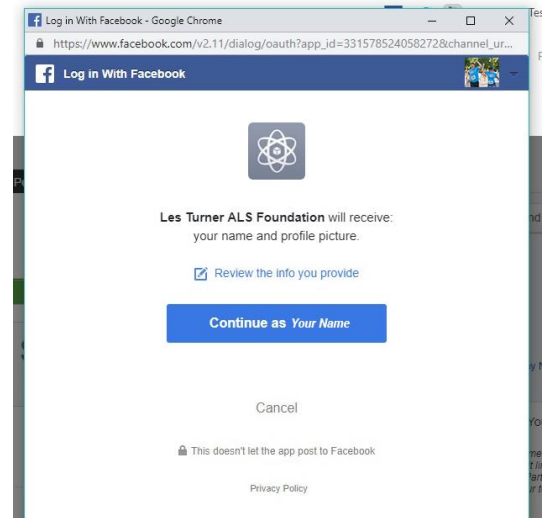 Log in With Facebook - Google Chrome
https://www.facebook.com/v2.11/dialog/oauth?app_id=331578524058272&channel_ur...
Log in With Facebook
Les Turner ALS Foundation will receive:
your name and profile picture.
Review the info you provide
Continue as Your Name
Cancel
This doesn't let the app post to Facebook
Privacy Policy